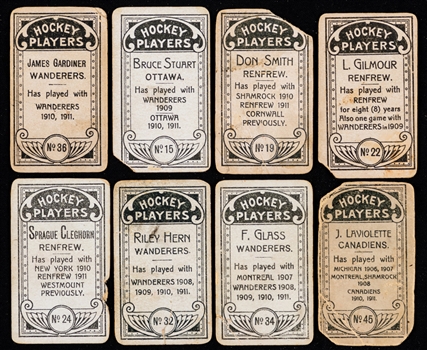 HOCKEY
PLAYERS
JAMES GARDINER
WANDERERS.
Has played with
WANDERERS
1910, 1911.
No 36
HOCKEY
PLAYERS
BRUCE STUART
OTTAWA.
Has played with
WANDERERS
1909
OTTAWA
1910, 1911.
No 15
HOCKEY
PLAYERS
DON SMITH
RENFREW.
Has played with
SHAMROCK 1910
RENFREW 1911
CORNWALL
PREVIOUSLY.
No 19
HOCKEY
PLAYERS
L. GILMOUR
RENFREW.
Has played with
RENFREW
for eight (8) years
Also one game with
WANDERERS in 1909
No 22
HOCKEY
PLAYERS
SPRAGUE CLEGHORN
RENFREW.
Has played with
NEW YORK 1910
RENFREW 1911
WESTMOUNT
PREVIOUSLY.
No 24
HOCKEY
PLAYERS
RILEY HERN
WANDERERS.
Has played with
WANDERERS 1908,
1909, 1910, 1911.
No 32
HOCKEY
PLAYERS
F. GLASS
WANDERERS.
Has played with
MONTREAL 1907
WANDERERS 1908,
1909, 1910, 1911.
No 34
HOCKEY
PLAYERS
J. LAVIOLETTE
CANADIENS.
Has played with
MICHIGAN 1906, 1907
MONTREAL, SHAMROCK
1908
CANADIENS
1910, 1911.
No 45